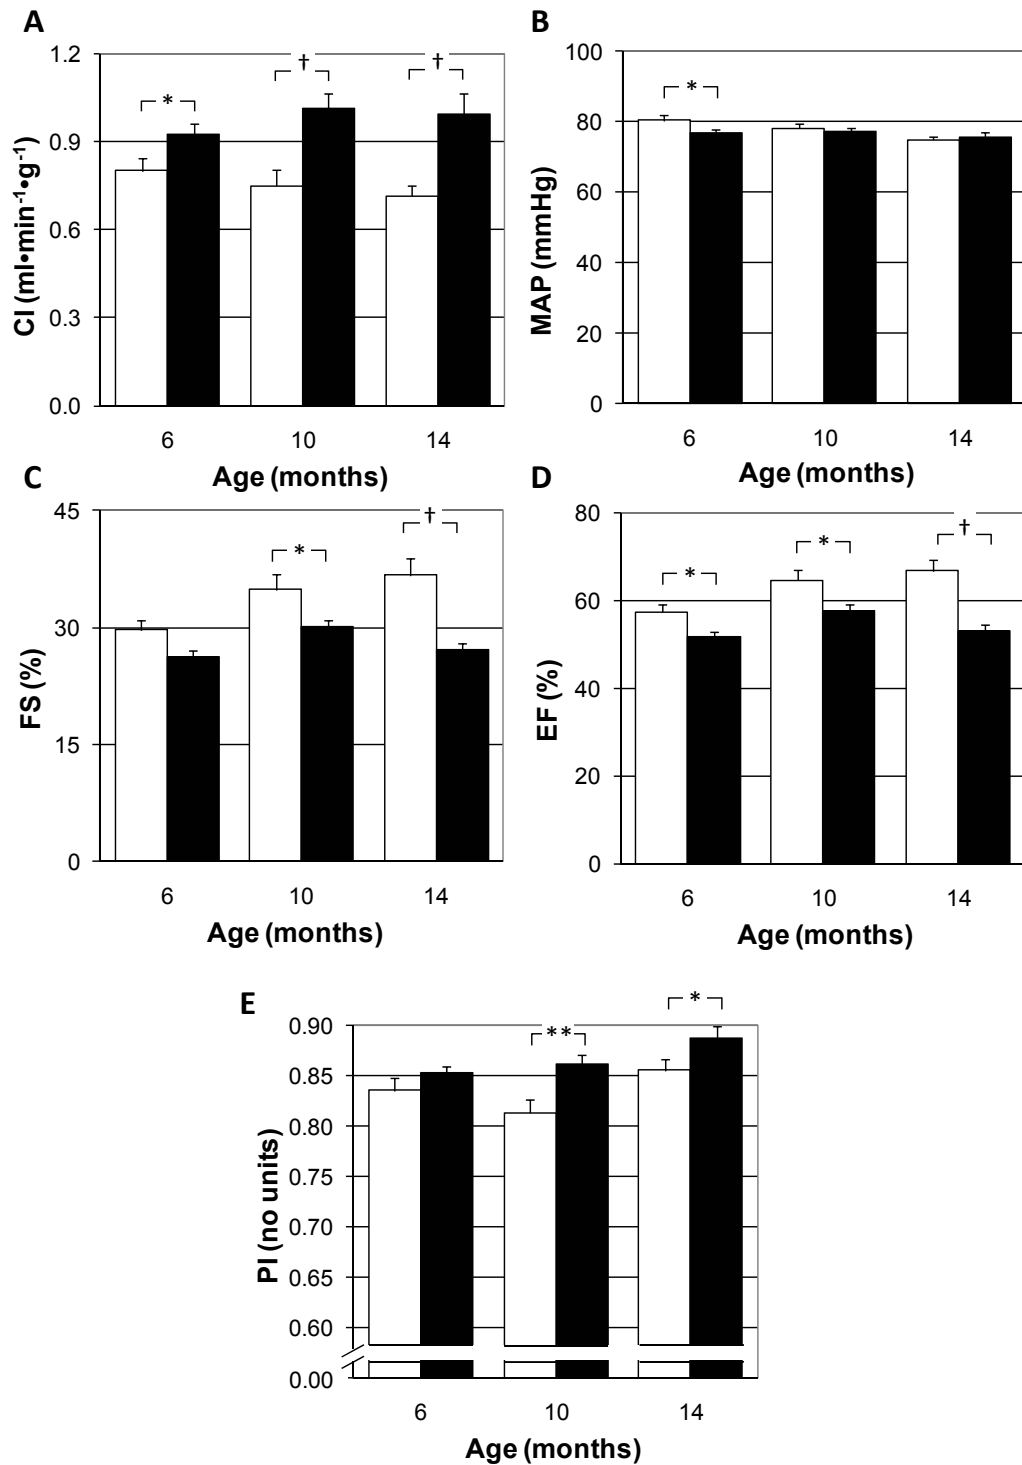 A
CI (ml•min⁻¹•g⁻¹)
1.2
0.9
0.6
0.3
0.0
*
†
†
6 10 14
Age (months)
B
MAP (mmHg)
100
80
60
40
20
0
*
6 10 14
Age (months)
C
FS (%)
45
30
15
0
*
†
6 10 14
Age (months)
D
EF (%)
80
60
40
20
0
*
*
†
6 10 14
Age (months)
E
PI (no units)
0.90
0.85
0.80
0.75
0.70
0.65
0.60
0.00
**
*
6 10 14
Age (months)